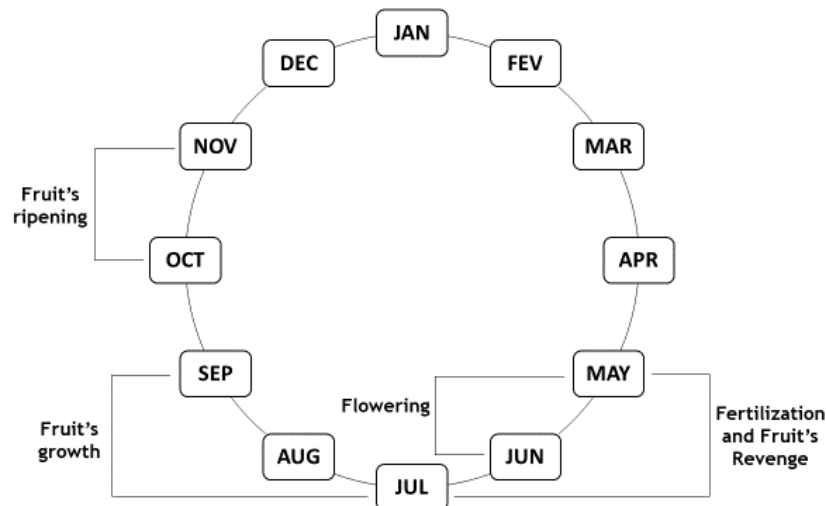 JAN
DEC
FEV
NOV
MAR
Fruit's
ripening
OCT
APR
SEP
MAY
Flowering
Fruit's
growth
Fertilization
and Fruit's
Revenge
AUG
JUN
JUL